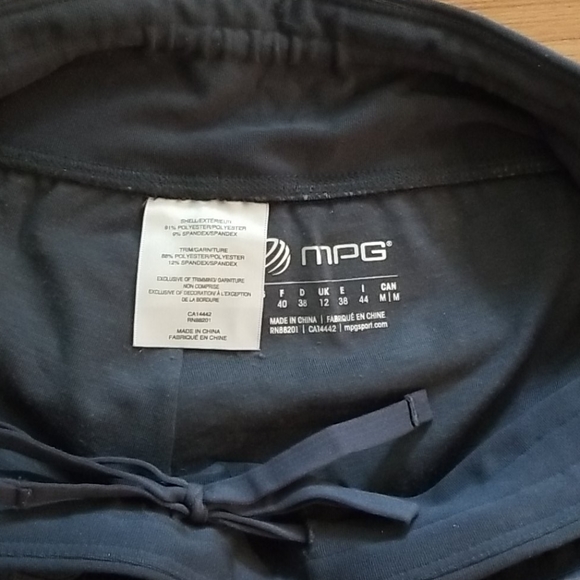 SHELL/EXTÉRIEUR
91% POLYESTER/POLYESTER
9% SPANDEX/SPANDEX
TRIM/GARNITURE
88% POLYESTER/POLYESTER
12% SPANDEX/SPANDEX
EXCLUSIVE OF TRIMMING/ GARNITURE
NON COMPRISE
EXCLUSIVE OF DECORATION/ À L'EXCEPTION
DE LA BORDURE
CA14442
RN88201
MADE IN CHINA
FABRIQUÉ EN CHINE
MPG®
F D UK E I CAN
40 38 12 38 44 M|M
MADE IN CHINA | FABRIQUÉ EN CHINE
RN88201 | CA14442 | mpgsport.com